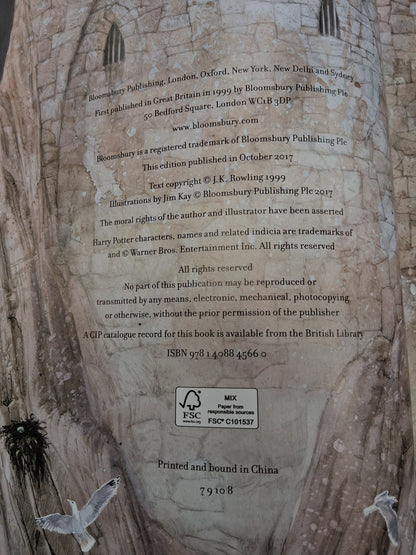 Bloomsbury Publishing, London, Oxford, New York, New Delhi and Sydney
First published in Great Britain in 1999 by Bloomsbury Publishing Plc
50 Bedford Square, London WC1B 3DP
www.bloomsbury.com
Bloomsbury is a registered trademark of Bloomsbury Publishing Plc
This edition published in October 2017
Text copyright © J.K. Rowling 1999
Illustrations by Jim Kay © Bloomsbury Publishing Plc 2017
The moral rights of the author and illustrator have been asserted
Harry Potter characters, names and related indicia are trademarks of
and © Warner Bros. Entertainment Inc. All rights reserved
All rights reserved
No part of this publication may be reproduced or
transmitted by any means, electronic, mechanical, photocopying
or otherwise, without the prior permission of the publisher
A CIP catalogue record for this book is available from the British Library
ISBN 978 1 4088 4566 0
FSC
www.fsc.org
MIX
Paper from
responsible sources
FSC® C101537
Printed and bound in China
7 9 10 8